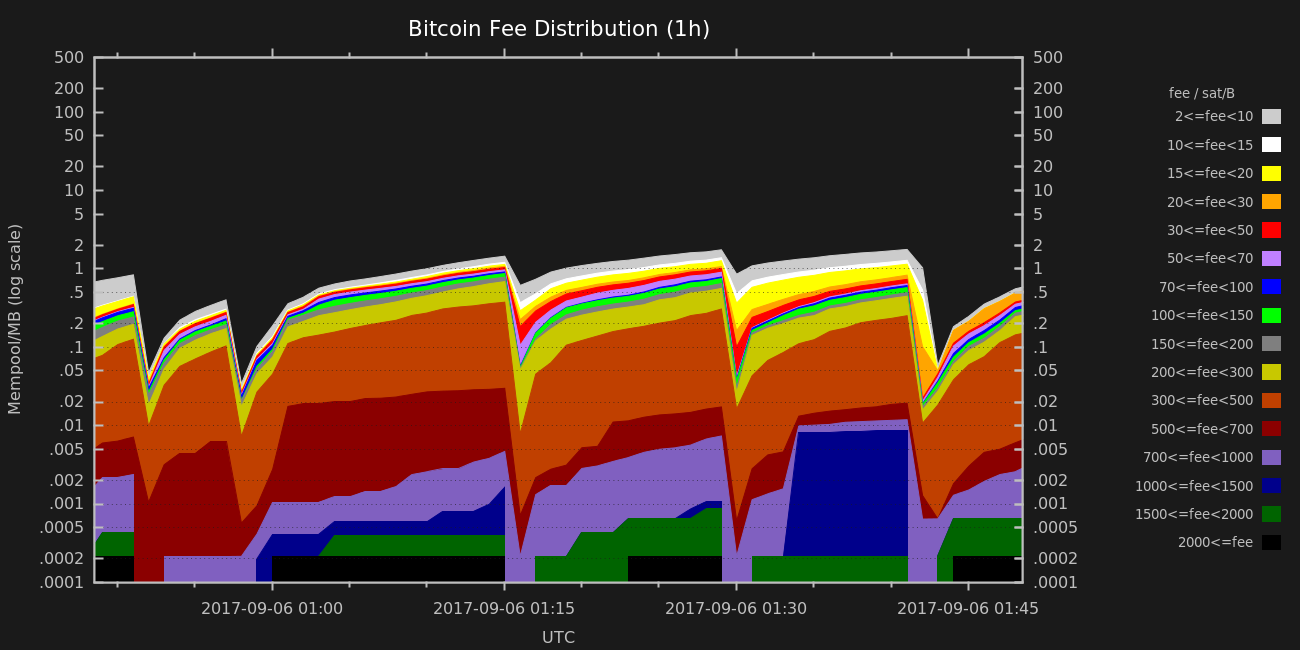 Bitcoin Fee Distribution (1h)
Mempool/MB (log scale)
500
200
100
50
20
10
5
2
1
.5
.2
.1
.05
.02
.01
.005
.002
.001
.0005
.0002
.0001
500
200
100
50
20
10
5
2
1
.5
.2
.1
.05
.02
.01
.005
.002
.001
.0005
.0002
.0001
2017-09-06 01:00
2017-09-06 01:15
2017-09-06 01:30
2017-09-06 01:45
UTC
fee / sat/B
2<=fee<10
10<=fee<15
15<=fee<20
20<=fee<30
30<=fee<50
50<=fee<70
70<=fee<100
100<=fee<150
150<=fee<200
200<=fee<300
300<=fee<500
500<=fee<700
700<=fee<1000
1000<=fee<1500
1500<=fee<2000
2000<=fee